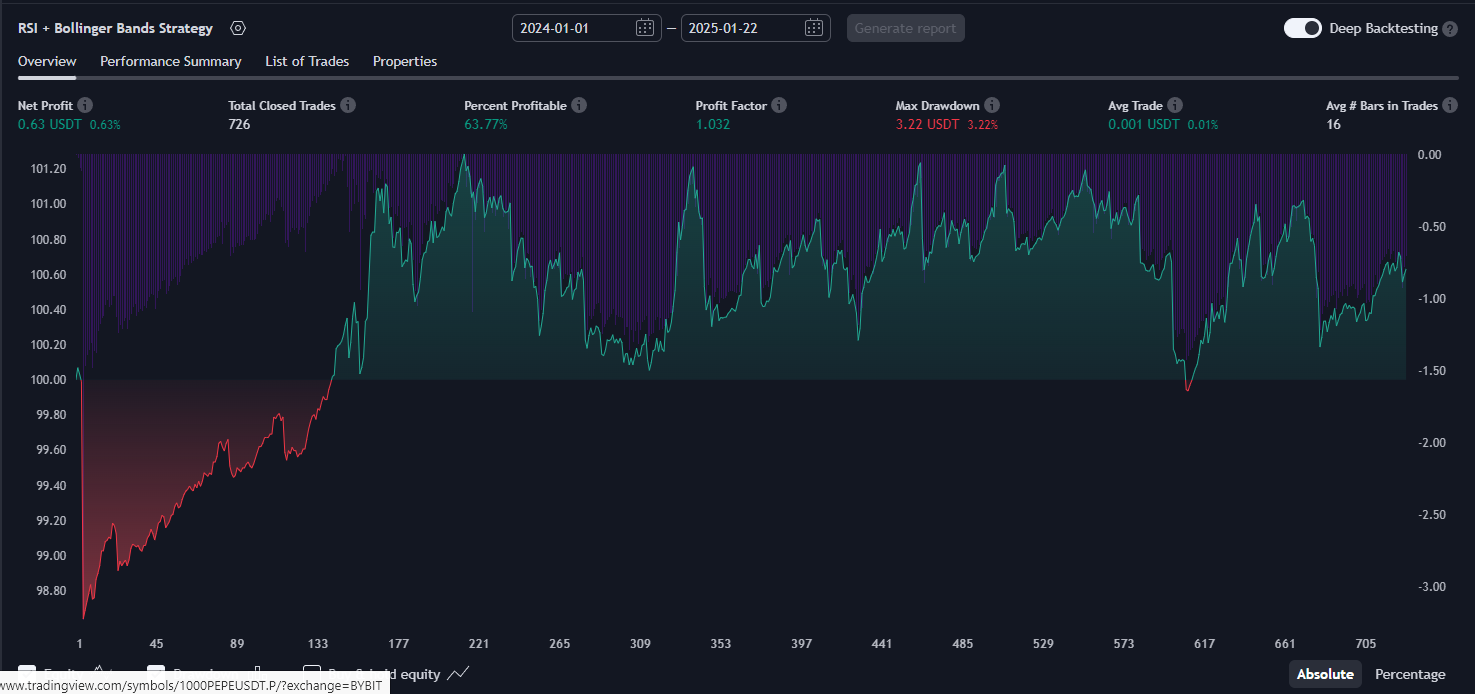 RSI + Bollinger Bands Strategy 2024-01-01 — 2025-01-22 Generate report Deep Backtesting ?
Overview Performance Summary List of Trades Properties
Net Profit Total Closed Trades Percent Profitable Profit Factor Max Drawdown Avg Trade Avg # Bars in Trades
0.63 USDT 0.63% 726 63.77% 1.032 3.22 USDT 3.22% 0.001 USDT 0.01% 16
101.20 0.00
101.00
100.80 -0.50
100.60
100.40 -1.00
100.20
100.00 -1.50
99.80
99.60 -2.00
99.40
99.20 -2.50
99.00
98.80 -3.00
1 45 89 133 177 221 265 309 353 397 441 485 529 573 617 661 705
d equity Absolute Percentage
www.tradingview.com/symbols/1000PEPEUSDT.P/?exchange=BYBIT